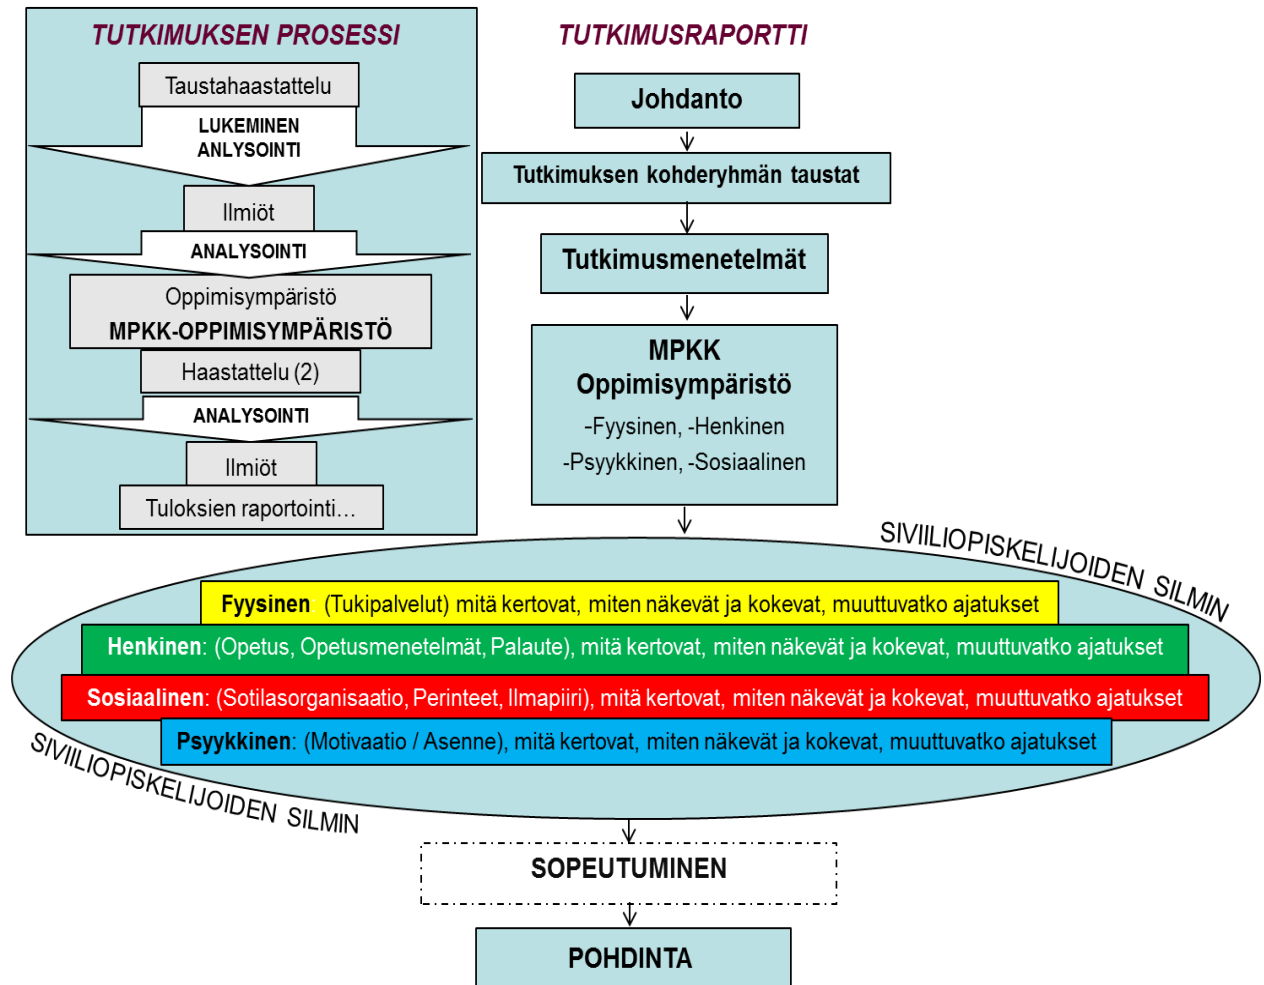 TUTKIMUKSEN PROSESSI
Taustahaastattelu
LUKEMINEN
ANLYSOINTI
Ilmiöt
ANALYSOINTI
Oppimisympäristö
MPKK-OPPIMISYMPÄRISTÖ
Haastattelu (2)
ANALYSOINTI
Ilmiöt
Tuloksien raportointi…
TUTKIMUSRAPORTTI
Johdanto
Tutkimuksen kohderyhmän taustat
Tutkimusmenetelmät
MPKK
Oppimisympäristö
-Fyysinen, -Henkinen
-Psyykkinen, -Sosiaalinen
SIVIILIOPISKELIJOIDEN SILMIN
Fyysinen: (Tukipalvelut) mitä kertovat, miten näkevät ja kokevat, muuttuvatko ajatukset
Henkinen: (Opetus, Opetusmenetelmät, Palaute), mitä kertovat, miten näkevät ja kokevat, muuttuvatko ajatukset
Sosiaalinen: (Sotilasorganisaatio, Perinteet, Ilmapiiri), mitä kertovat, miten näkevät ja kokevat, muuttuvatko ajatukset
Psyykkinen: (Motivaatio / Asenne), mitä kertovat, miten näkevät ja kokevat, muuttuvatko ajatukset
SIVIILIOPISKELIJOIDEN SILMIN
SOPEUTUMINEN
POHDINTA